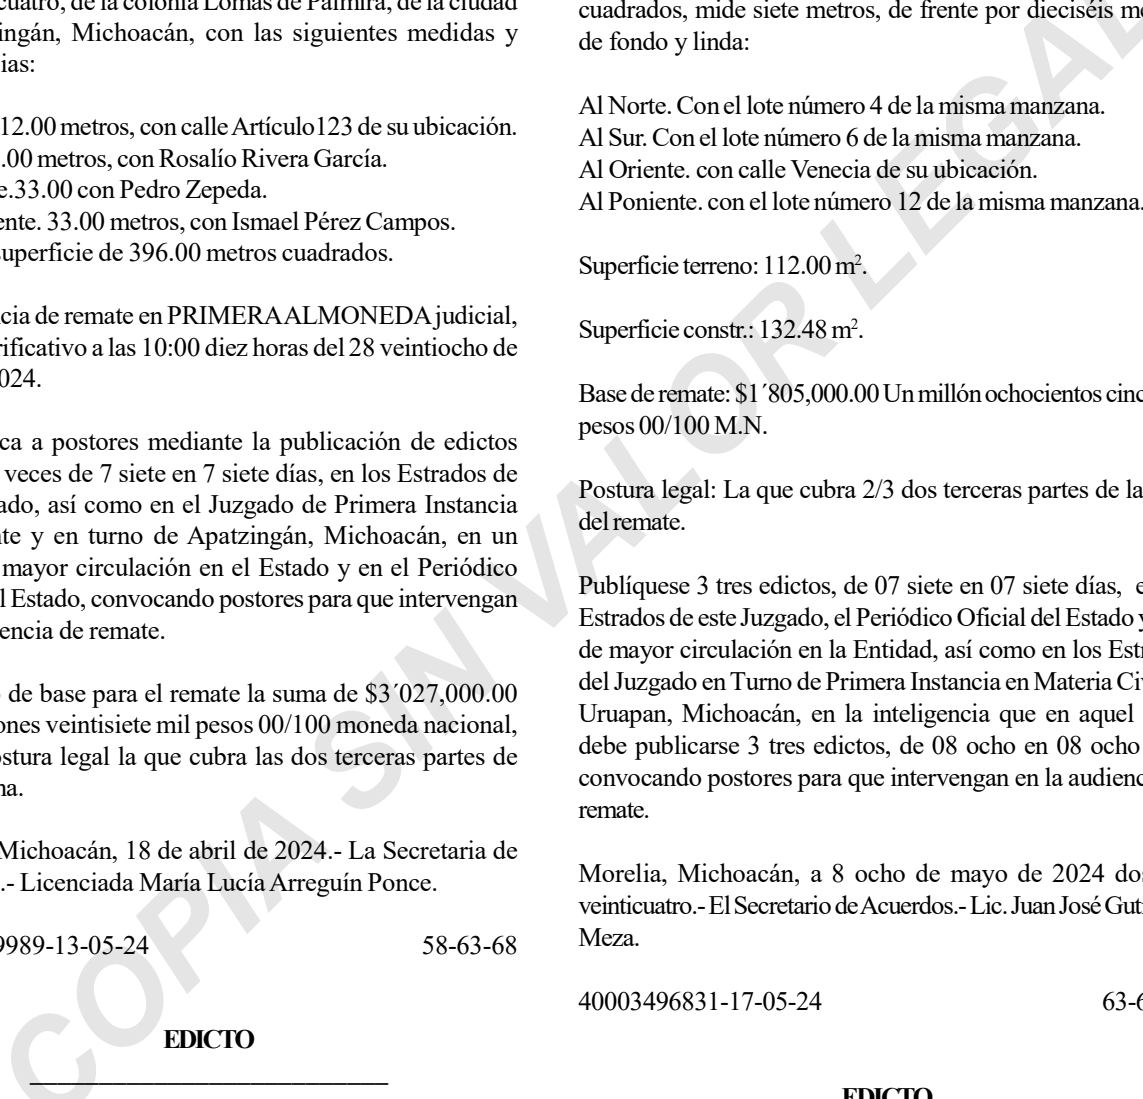 cuatro, de la colonia Lomas de Palmira, de la ciudad
ingán, Michoacán, con las siguientes medidas y
ias:
12.00 metros, con calle Artículo123 de su ubicación.
.00 metros, con Rosalío Rivera García.
e.33.00 con Pedro Zepeda.
ente. 33.00 metros, con Ismael Pérez Campos.
superficie de 396.00 metros cuadrados.
cia de remate en PRIMERA ALMONEDA judicial,
rificativo a las 10:00 diez horas del 28 veintiocho de
024.
ca a postores mediante la publicación de edictos
veces de 7 siete en 7 siete días, en los Estrados de
ado, así como en el Juzgado de Primera Instancia
te y en turno de Apatzingán, Michoacán, en un
mayor circulación en el Estado y en el Periódico
l Estado, convocando postores para que intervengan
encia de remate.
de base para el remate la suma de $3´027,000.00
ones veintisiete mil pesos 00/100 moneda nacional,
stura legal la que cubra las dos terceras partes de
na.
Michoacán, 18 de abril de 2024.- La Secretaria de
.- Licenciada María Lucía Arreguín Ponce.
9989-13-05-24 58-63-68
EDICTO
cuadrados, mide siete metros, de frente por dieciséis me
de fondo y linda:
Al Norte. Con el lote número 4 de la misma manzana.
Al Sur. Con el lote número 6 de la misma manzana.
Al Oriente. con calle Venecia de su ubicación.
Al Poniente. con el lote número 12 de la misma manzana.
Superficie terreno: 112.00 m².
Superficie constr.: 132.48 m².
Base de remate: $1´805,000.00 Un millón ochocientos cinc
pesos 00/100 M.N.
Postura legal: La que cubra 2/3 dos terceras partes de la
del remate.
Publíquese 3 tres edictos, de 07 siete en 07 siete días, e
Estrados de este Juzgado, el Periódico Oficial del Estado y
de mayor circulación en la Entidad, así como en los Estr
del Juzgado en Turno de Primera Instancia en Materia Civ
Uruapan, Michoacán, en la inteligencia que en aquel
debe publicarse 3 tres edictos, de 08 ocho en 08 ocho
convocando postores para que intervengan en la audienc
remate.
Morelia, Michoacán, a 8 ocho de mayo de 2024 dos
veinticuatro.- El Secretario de Acuerdos.- Lic. Juan José Guti
Meza.
40003496831-17-05-24 63-6
EDICTO
COPIA SIN VALOR LEGAL